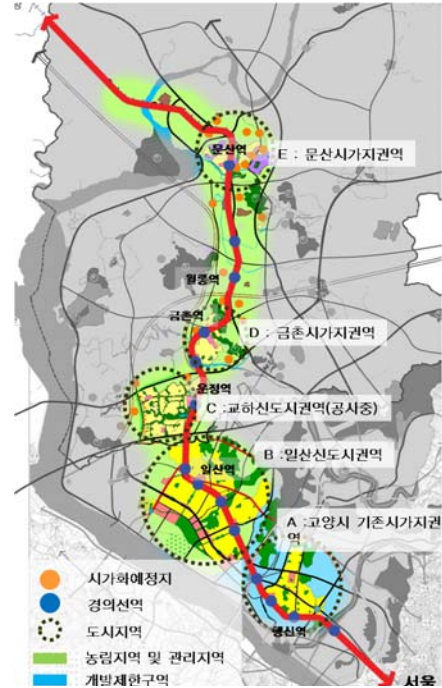 문산역
E : 문산시가지권역
월롱역
금촌역
D : 금촌시가지권역
운정역
C :교하신도시권역(공사중)
B :일산신도시권역
일산역
A :고양시 기존시가지권
역
행신역
시가화예정지
경의선역
도시지역
농림지역 및 관리지역
개발제한구역
서울